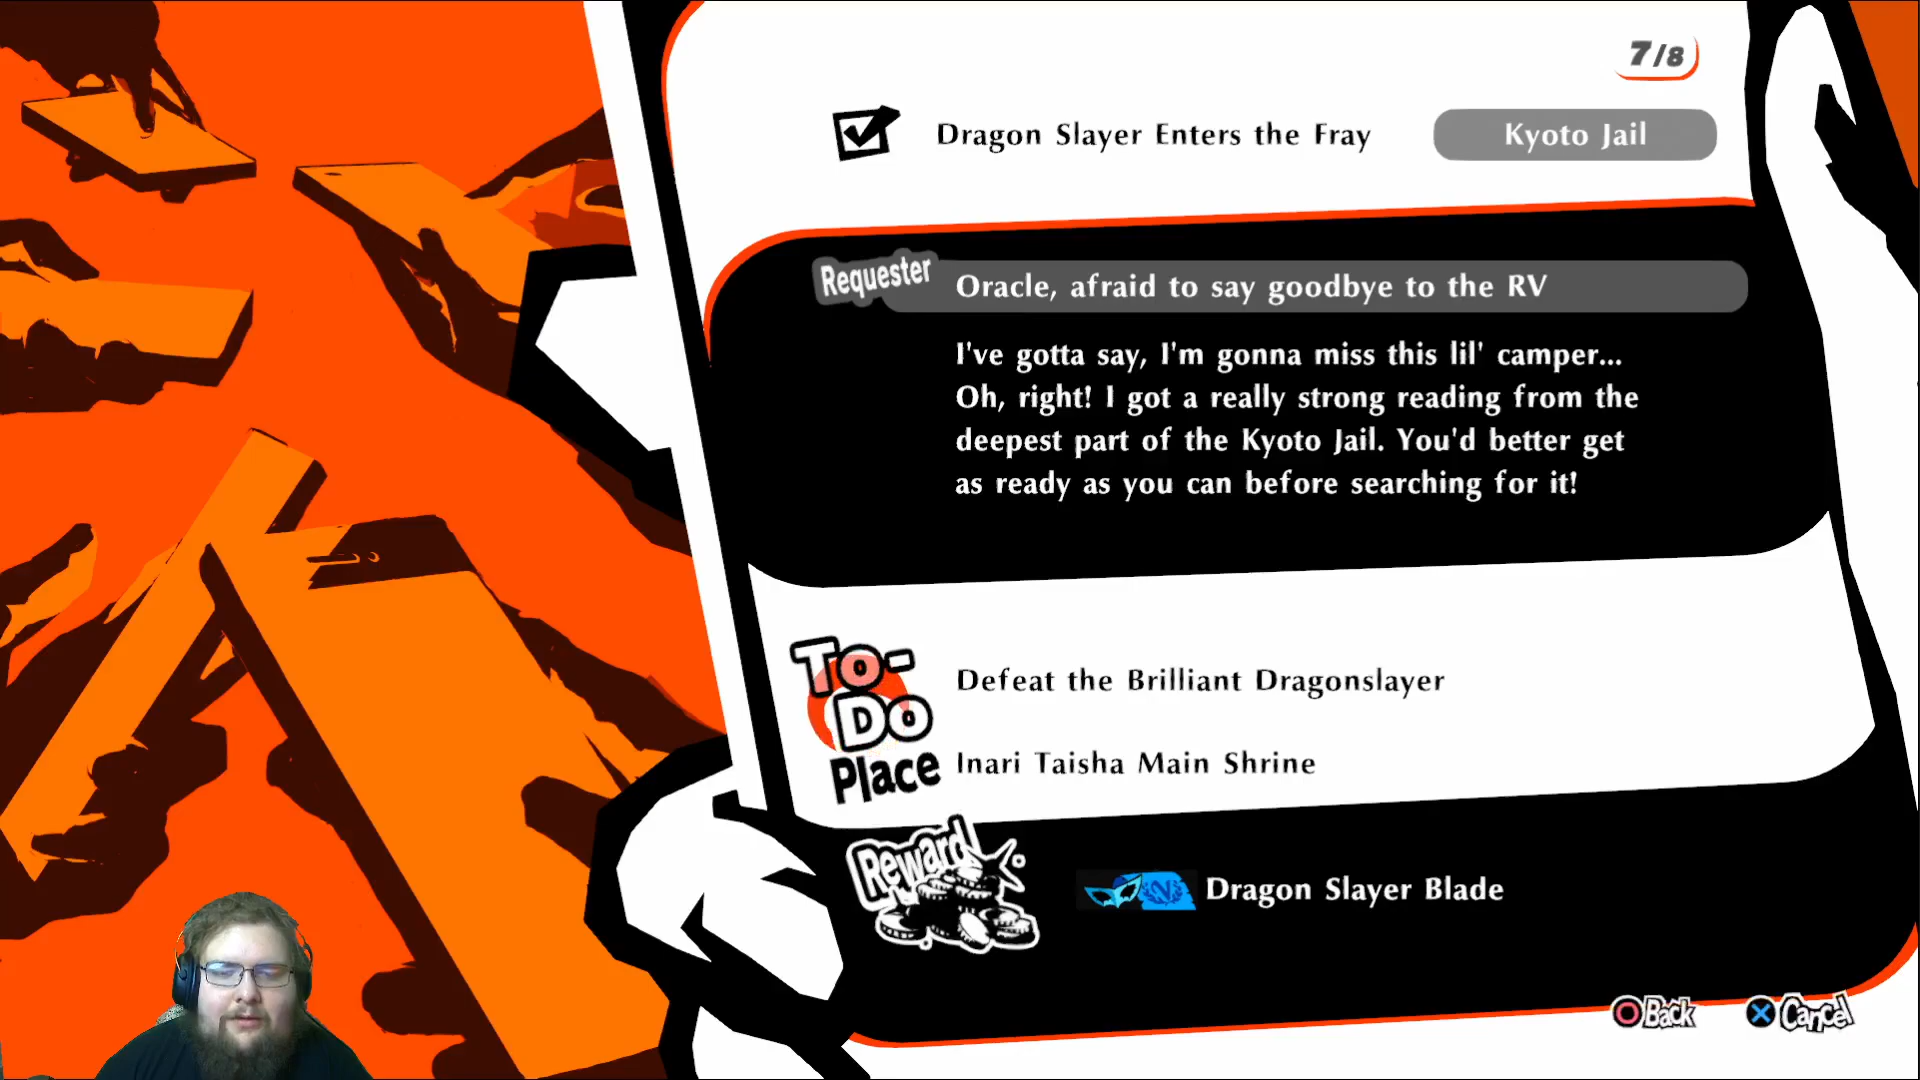 7/8
Dragon Slayer Enters the Fray
Kyoto Jail
Requester
Oracle, afraid to say goodbye to the RV
I've gotta say, I'm gonna miss this lil' camper...
Oh, right! I got a really strong reading from the
deepest part of the Kyoto Jail. You'd better get
as ready as you can before searching for it!
To-
Do
Defeat the Brilliant Dragonslayer
Place
Inari Taisha Main Shrine
Reward
Dragon Slayer Blade
Back
Cancel